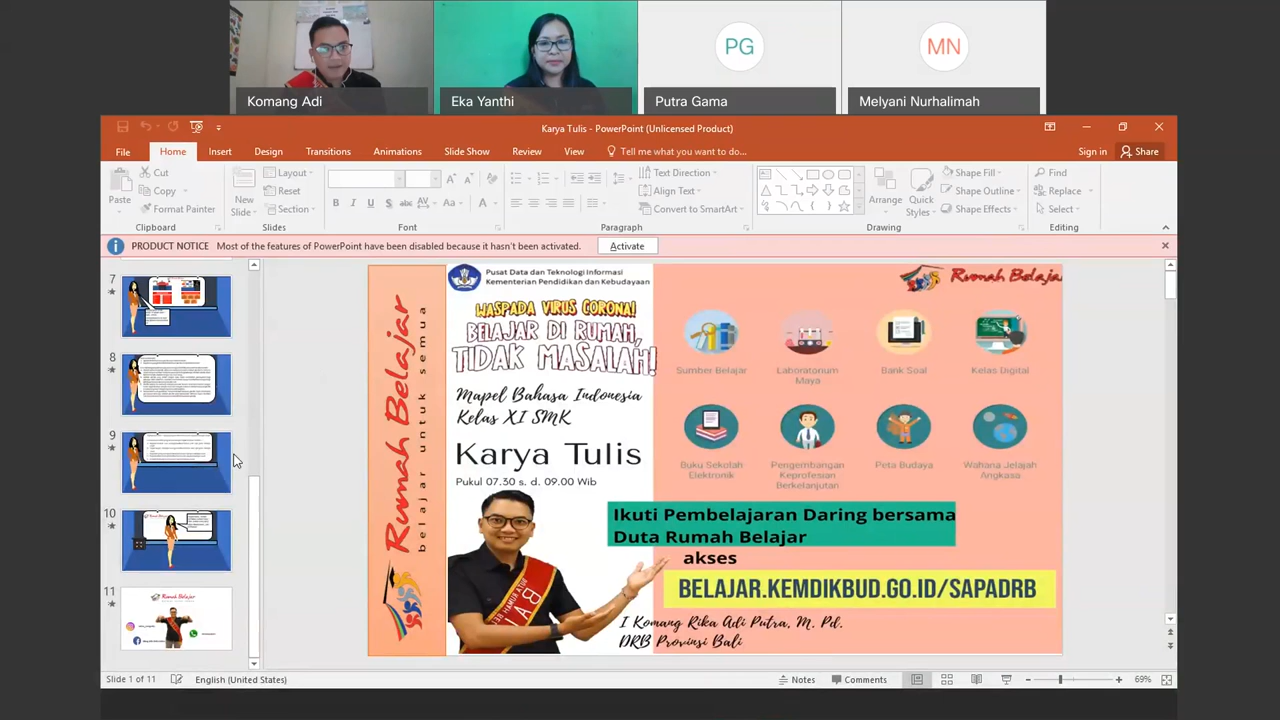 PG
MN
Komang Adi
Eka Yanthi
Putra Gama
Melyani Nurhalimah
Karya Tulis - PowerPoint (Unlicensed Product)
File
Home
Insert
Design
Transitions
Animations
Slide Show
Review
View
Tell me what you want to do...
Sign in
Share
Paste
Cut
Copy
Format Painter
Clipboard
New
Slide
Layout
Reset
Section
Slides
Font
Text Direction
Align Text
Convert to SmartArt
Paragraph
Arrange
Quick
Styles
Shape Fill
Shape Outline
Shape Effects
Drawing
Find
Replace
Select
Editing
PRODUCT NOTICE Most of the features of PowerPoint have been disabled because it hasn't been activated.
Activate
7
8
9
10
11
Rumah Belajar
belajar untuk semua
Pusat Data dan Teknologi Informasi
Kementerian Pendidikan dan Kebudayaan
WASPADA VIRUS CORONA!
BELAJAR DI RUMAH,
TIDAK MASALAH!
Mapel Bahasa Indonesia
Kelas XI SMK
Karya Tulis
Pukul 07.30 s. d. 09.00 Wib
Rumah Belajar
Sumber Belajar
Laboratorium
Maya
Bank Soal
Kelas Digital
Buku Sekolah
Elektronik
Pengembangan
Keprofesian
Berkelanjutan
Peta Budaya
Wahana Jelajah
Angkasa
Ikuti Pembelajaran Daring bersama
Duta Rumah Belajar
akses
BELAJAR.KEMDIKBUD.GO.ID/SAPADRB
I Komang Rika Adi Putra, M. Pd.
DRB Provinsi Bali
Slide 1 of 11
English (United States)
Notes
Comments
69%